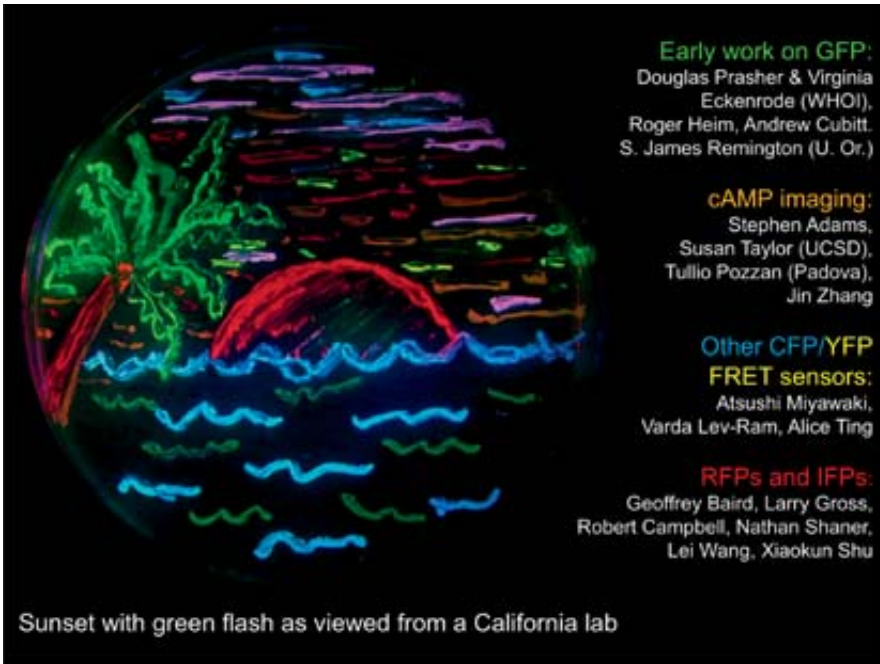 Early work on GFP:
Douglas Prasher & Virginia
Eckenrode (WHOI),
Roger Heim, Andrew Cubitt.
S. James Remington (U. Or.)
cAMP imaging:
Stephen Adams,
Susan Taylor (UCSD),
Tullio Pozzan (Padova),
Jin Zhang
Other CFP/YFP
FRET sensors:
Atsushi Miyawaki,
Varda Lev-Ram, Alice Ting
RFPs and IFPs:
Geoffrey Baird, Larry Gross,
Robert Campbell, Nathan Shaner,
Lei Wang, Xiaokun Shu
Sunset with green flash as viewed from a California lab